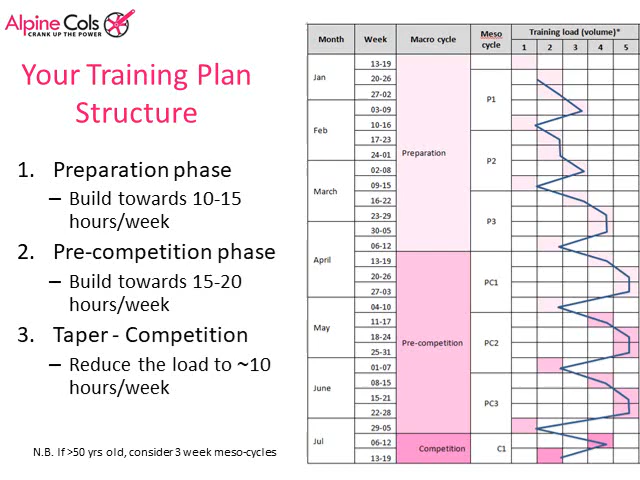 Alpine Cols
CRANK UP THE POWER
Your Training Plan
Structure
1. Preparation phase
– Build towards 10-15
hours/week
2. Pre-competition phase
– Build towards 15-20
hours/week
3. Taper - Competition
– Reduce the load to ~10
hours/week
N.B. If >50 yrs old, consider 3 week meso-cycles
Month Week Macro cycle Meso cycle Training load (volume)*
1 2 3 4 5
13-19
Jan 20-26
27-02
P1
03-09
Feb 10-16
17-23
24-01 Preparation P2
02-08
March 09-15
16-22
23-29 P3
30-05
06-12
April 13-19
20-26 PC1
27-03
04-10
May 11-17
18-24 Pre-competition PC2
25-31
01-07
June 08-15
15-21 PC3
22-28
29-05
Jul 06-12 Competition C1
13-19